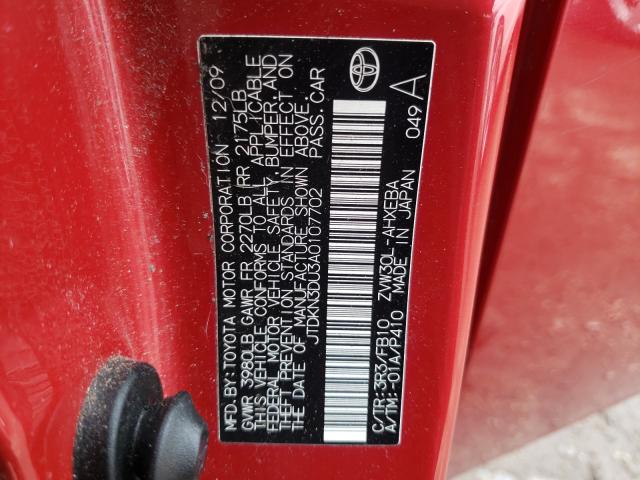 MFD.BY:TOYOTA MOTOR CORPORATION 12/09
GVWR 3980LB GAWR FR 2270LB RR 2175LB
THIS VEHICLE CONFORMS TO ALL APPLICABLE
FEDERAL MOTOR VEHICLE SAFETY, BUMPER, AND
THEFT PREVENTION STANDARDS IN EFFECT ON
THE DATE OF MANUFACTURE SHOWN ABOVE.
JTDKN3DU3A0107702 PASS.CAR
C/TR:3R3/FB10 ZVW30L-AHXEBA
A/TM:-01A/P410 MADE IN JAPAN 049 A